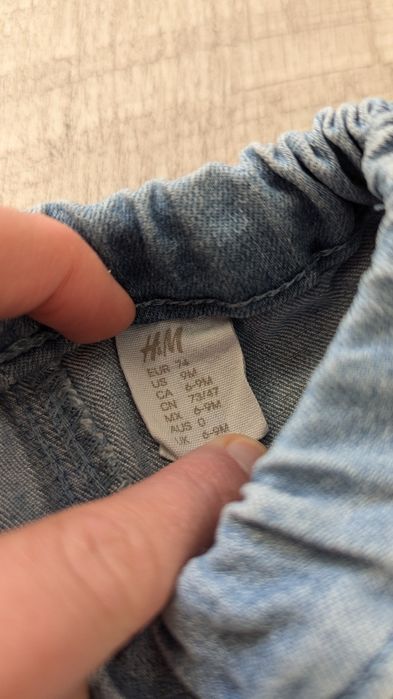 H&M
EUR 74
US 9M
CA 6-9M
CN 73/47
MX 6-9M
AUS 0
UK 6-9M